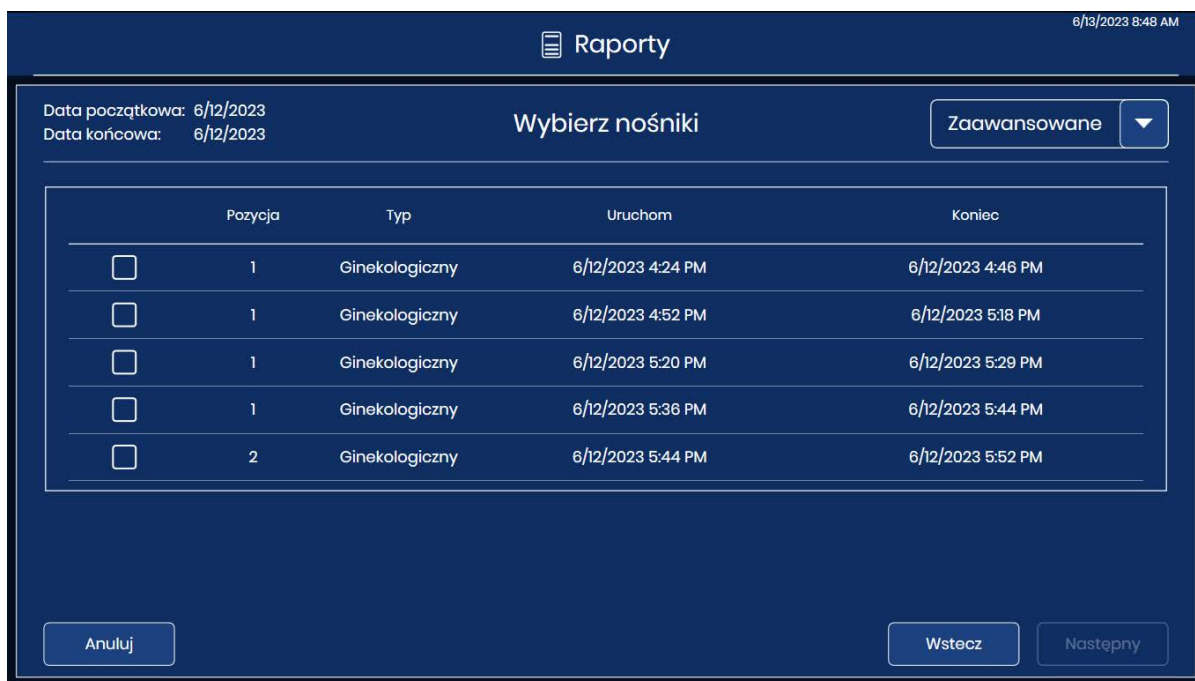 6/13/2023 8:48 AM
Raporty
Data początkowa: 6/12/2023
Data końcowa: 6/12/2023
Wybierz nośniki
Zaawansowane
Pozycja Typ Uruchom Koniec
1 Ginekologiczny 6/12/2023 4:24 PM 6/12/2023 4:46 PM
1 Ginekologiczny 6/12/2023 4:52 PM 6/12/2023 5:18 PM
1 Ginekologiczny 6/12/2023 5:20 PM 6/12/2023 5:29 PM
1 Ginekologiczny 6/12/2023 5:36 PM 6/12/2023 5:44 PM
2 Ginekologiczny 6/12/2023 5:44 PM 6/12/2023 5:52 PM
Anuluj Wstecz Następny